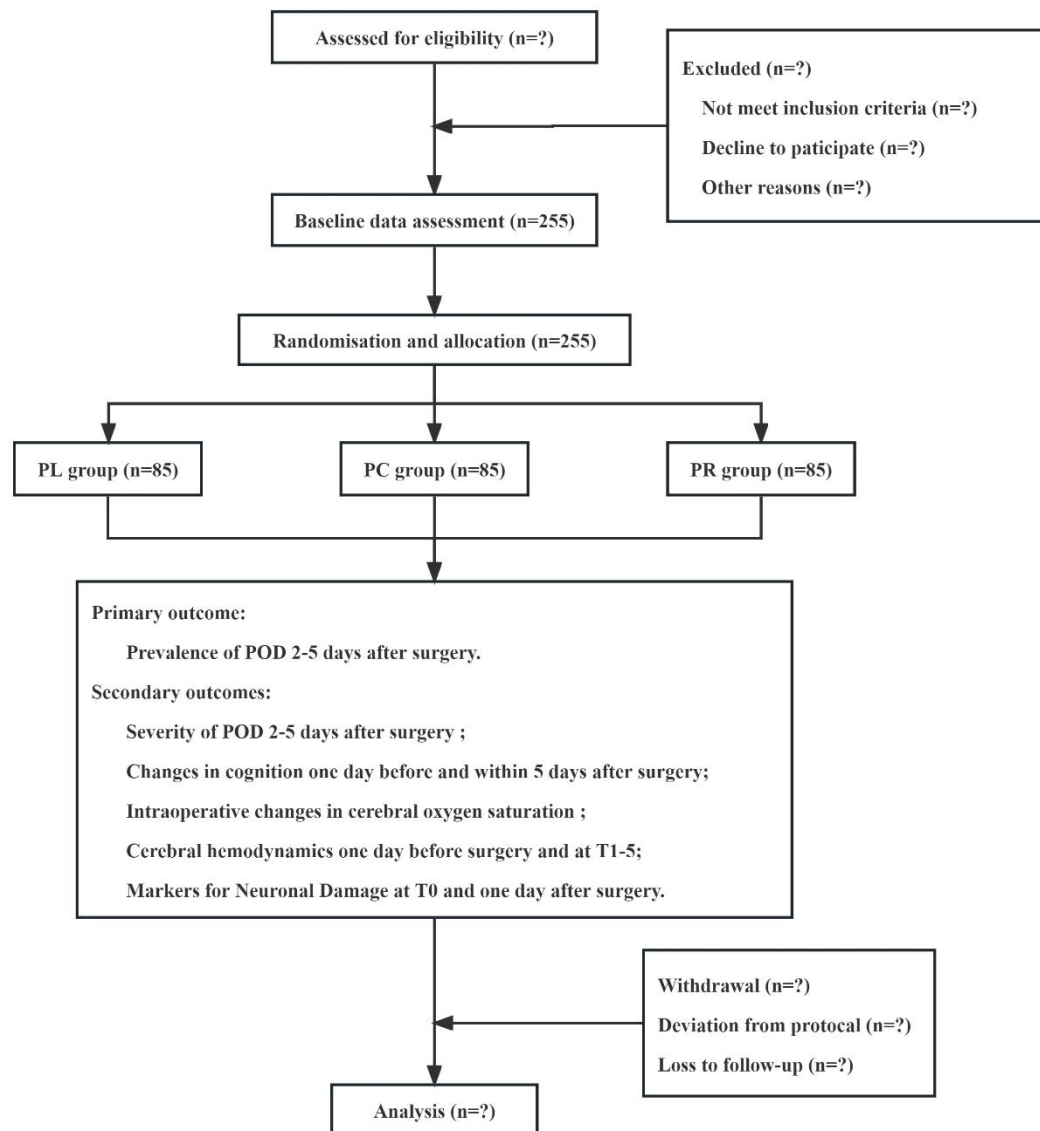 Assessed for eligibility (n=?)
Excluded (n=?)
Not meet inclusion criteria (n=?)
Decline to paticipate (n=?)
Other reasons (n=?)
Baseline data assessment (n=255)
Randomisation and allocation (n=255)
PL group (n=85)
PC group (n=85)
PR group (n=85)
Primary outcome:
Prevalence of POD 2-5 days after surgery.
Secondary outcomes:
Severity of POD 2-5 days after surgery ;
Changes in cognition one day before and within 5 days after surgery;
Intraoperative changes in cerebral oxygen saturation ;
Cerebral hemodynamics one day before surgery and at T1-5;
Markers for Neuronal Damage at T0 and one day after surgery.
Withdrawal (n=?)
Deviation from protocal (n=?)
Loss to follow-up (n=?)
Analysis (n=?)